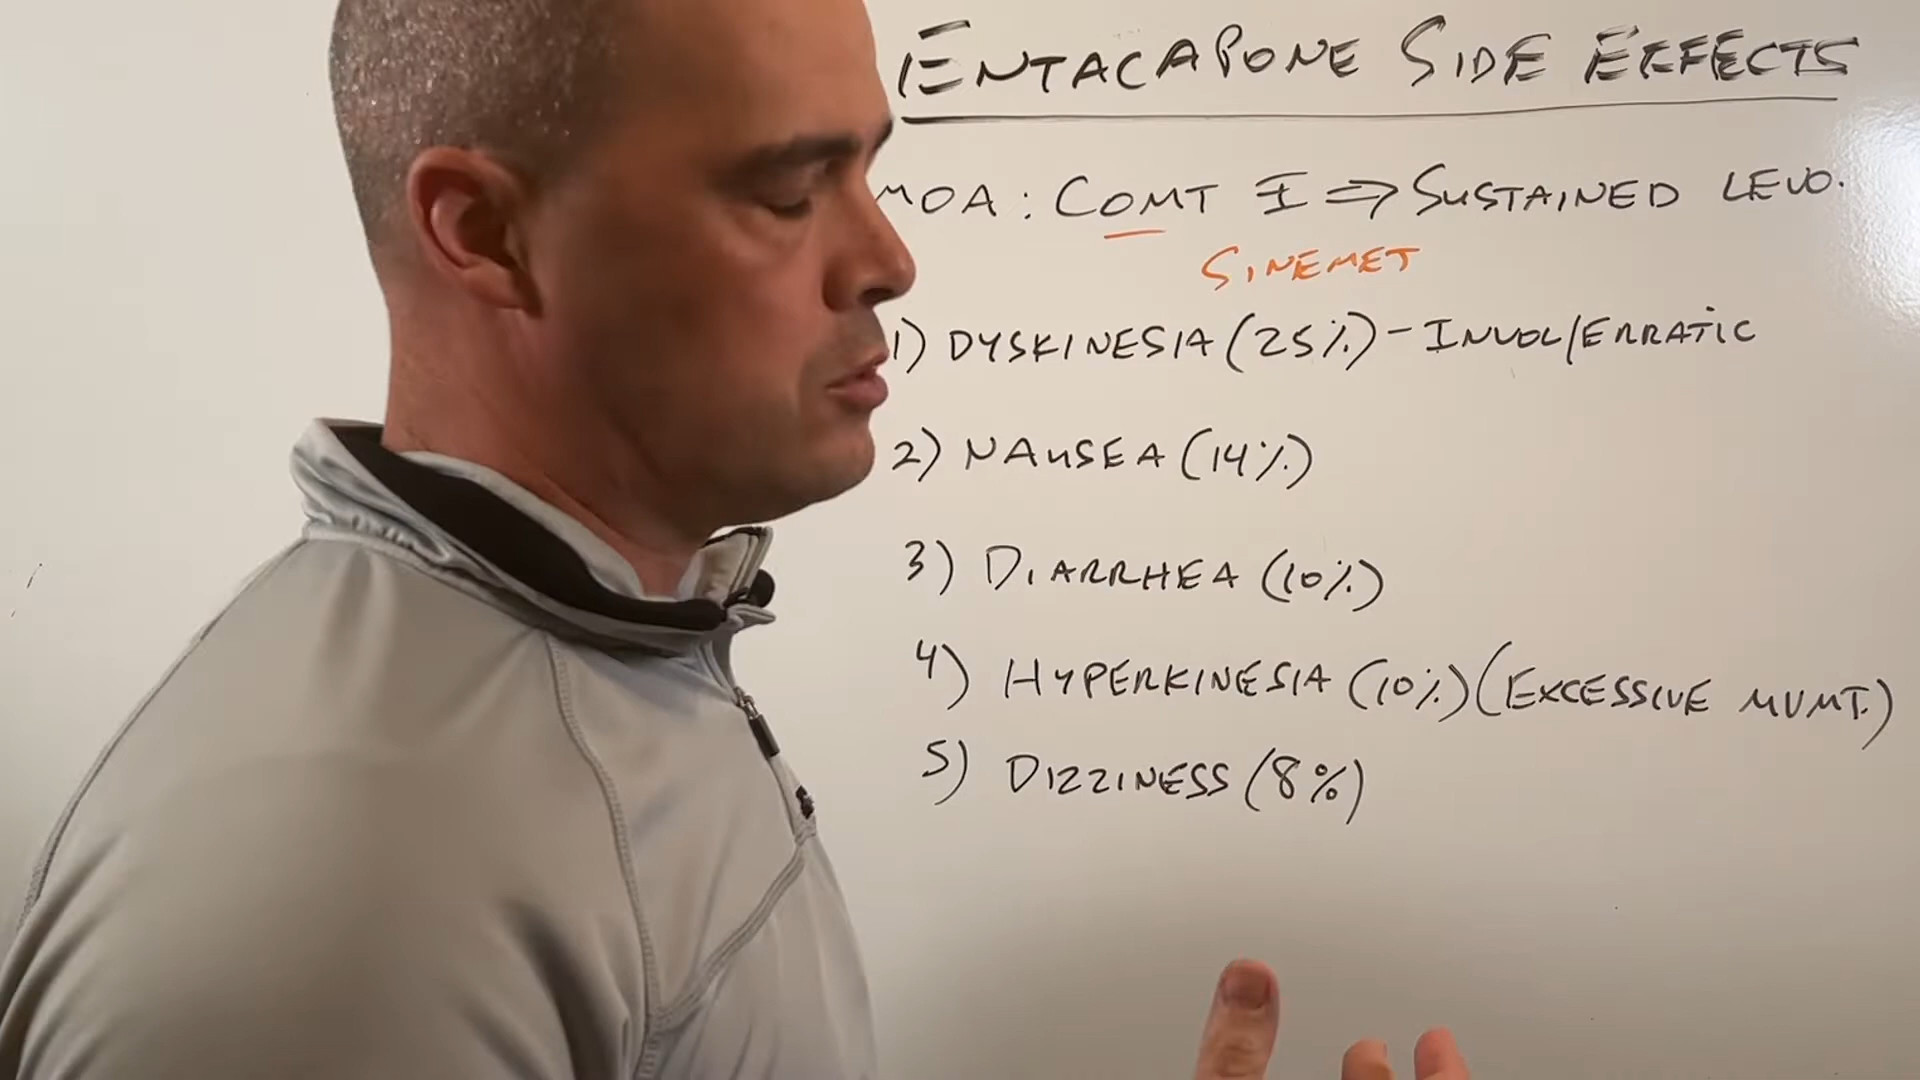 ENTACAPONE SIDE EFFECTS
MOA: COMT I ⇒ SUSTAINED LEVO.
SINEMET
1) DYSKINESIA (25%) - INVOL/ERRATIC
2) NAUSEA (14%)
3) DIARRHEA (10%)
4) HYPERKINESIA (10%) (EXCESSIVE MVMT.)
5) DIZZINESS (8%)